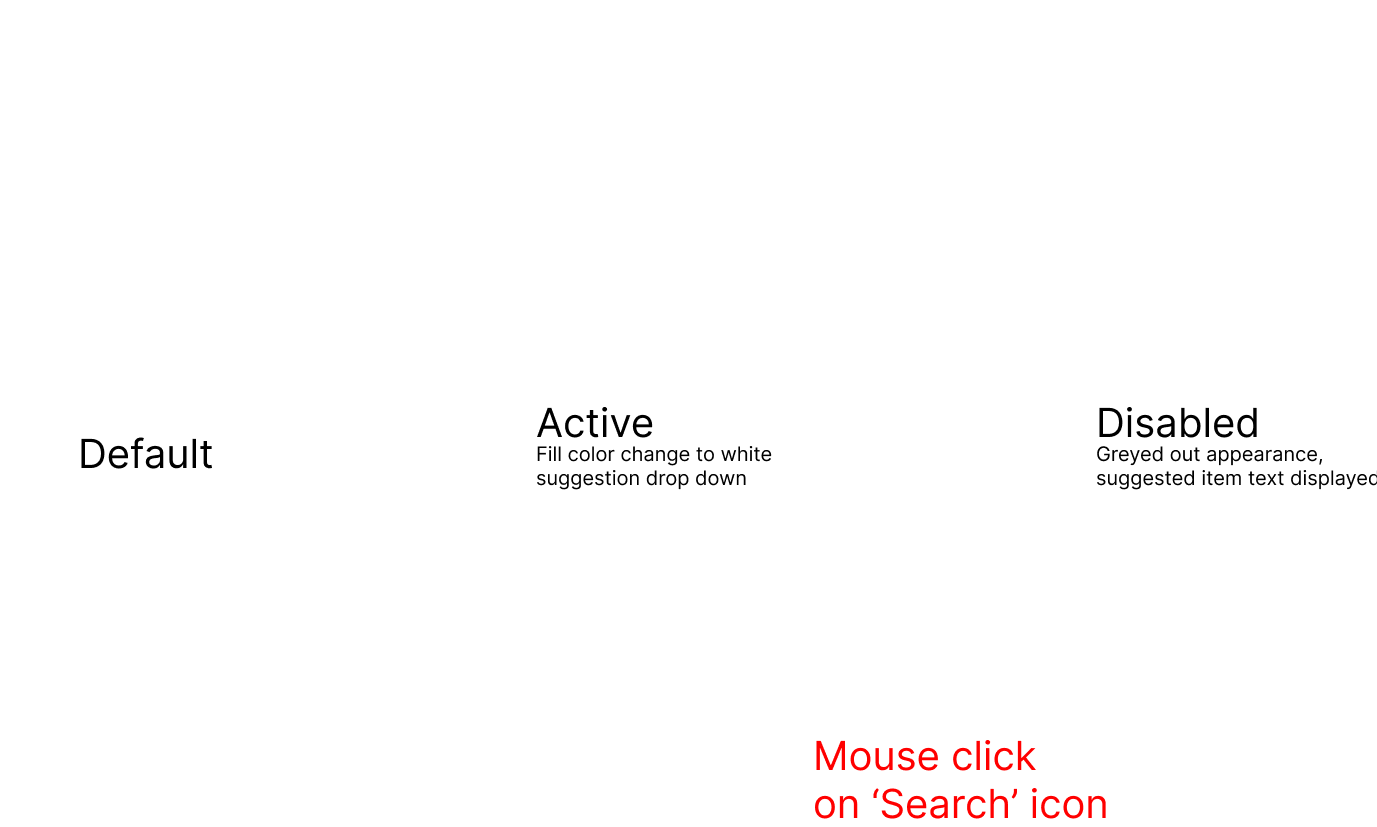 Default
Active
Fill color change to white
suggestion drop down
Disabled
Greyed out appearance,
suggested item text displayed
Mouse click
on ‘Search’ icon